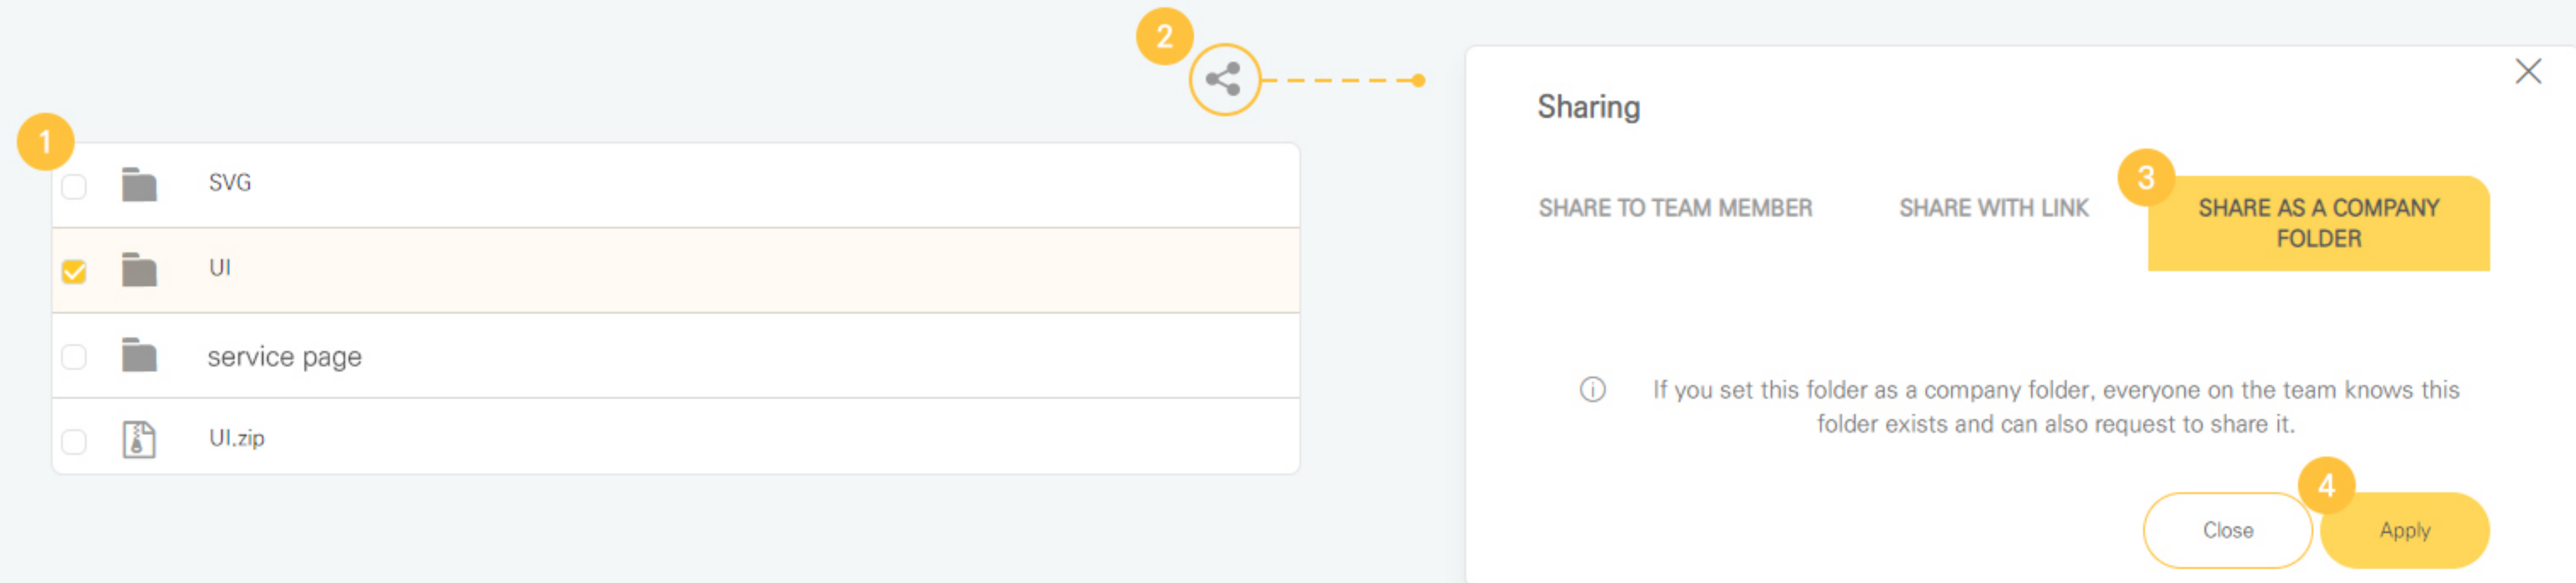 2
1
SVG
UI
service page
UI.zip
Sharing
3
SHARE TO TEAM MEMBER
SHARE WITH LINK
SHARE AS A COMPANY
FOLDER
If you set this folder as a company folder, everyone on the team knows this
folder exists and can also request to share it.
4
Close
Apply